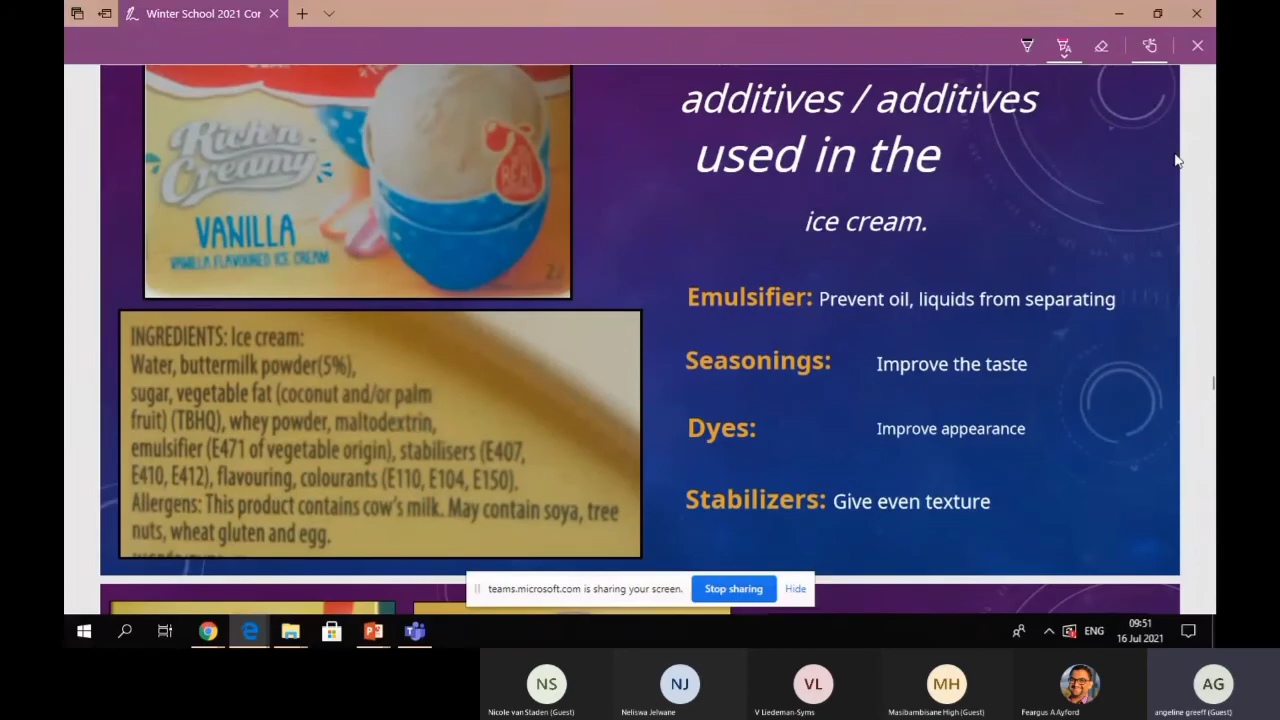 Winter School 2021 Cor
additives / additives
used in the
ice cream.
Rich n
Creamy
REAL
VANILLA
VANILLA FLAVOURED ICE CREAM
Emulsifier: Prevent oil, liquids from separating
Seasonings: Improve the taste
Dyes: Improve appearance
Stabilizers: Give even texture
INGREDIENTS: Ice cream:
Water, buttermilk powder(5%),
sugar, vegetable fat (coconut and/or palm
fruit) (TBHQ), whey powder, maltodextrin,
emulsifier (E471 of vegetable origin), stabilisers (E407,
E410, E412), flavouring, colourants (E110, E104, E150).
Allergens: This product contains cow's milk. May contain soya, tree
nuts, wheat gluten and egg.
teams.microsoft.com is sharing your screen. Stop sharing Hide
ENG
09:51
16 Jul 2021
NS NJ VL MH AG
Nicole van Staden (Guest) Neliswa Jelwane V Liedeman-Syms Masibambisane High (Guest) Feargus A Ayford angeline greeff (Guest)